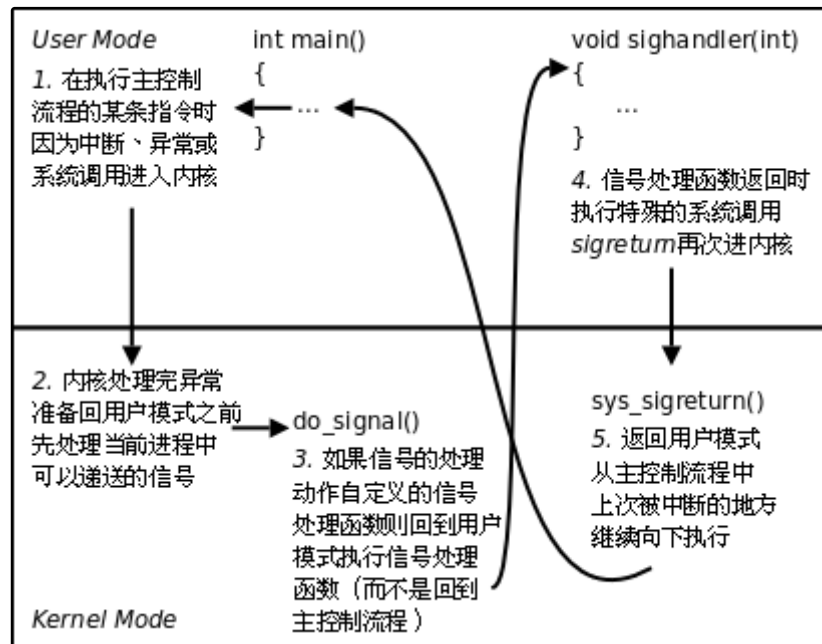 User Mode
1. 在执行主控制
流程的某条指令时
因为中断、异常或
系统调用进入内核
int main()
{
...
}
void sighandler(int)
{
...
}
4. 信号处理函数返回时
执行特殊的系统调用
sigreturn再次进内核
2. 内核处理完异常
准备回用户模式之前
先处理当前进程中
可以递送的信号
do_signal()
3. 如果信号的处理
动作自定义的信号
处理函数则回到用户
模式执行信号处理
函数（而不是回到
主控制流程）
sys_sigreturn()
5. 返回用户模式
从主控制流程中
上次被中断的地方
继续向下执行
Kernel Mode